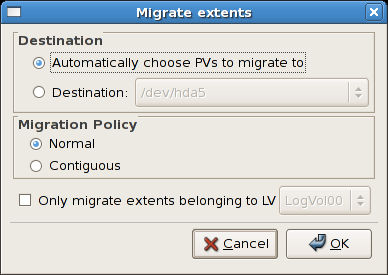 Migrate extents
Destination
Automatically choose PVs to migrate to
Destination: /dev/hda5
Migration Policy
Normal
Contiguous
Only migrate extents belonging to LV LogVol00
Cancel OK